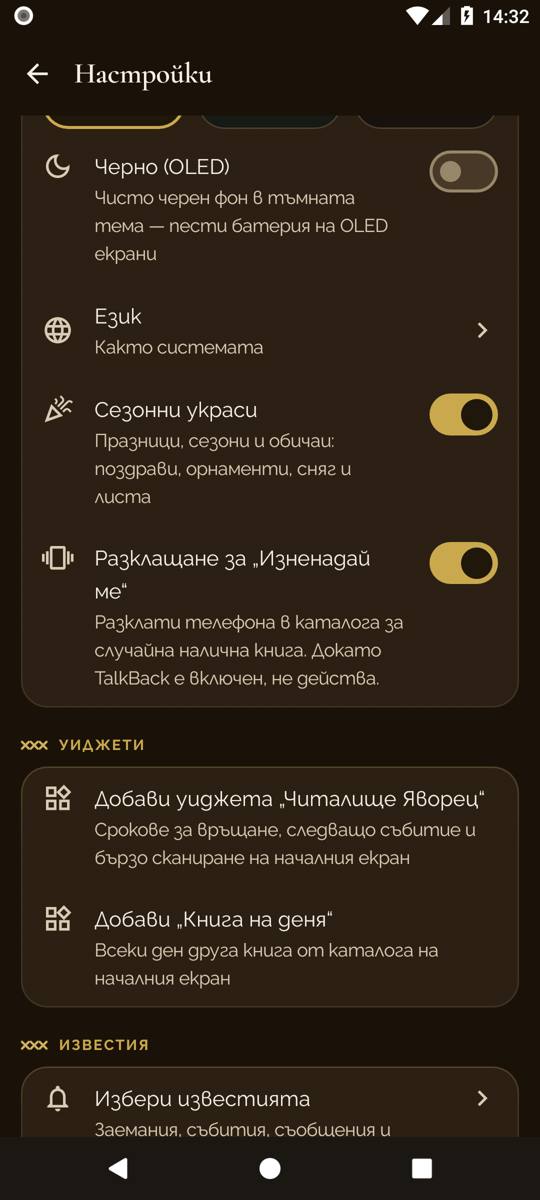 14:32
Настройки
Черно (OLED)
Чисто черен фон в тъмната
тема — пести батерия на OLED
екрани
Език
Както системата
Сезонни украси
Празници, сезони и обичаи:
поздрави, орнаменти, сняг и
листа
Разклащане за „Изненадай
ме“
Разклати телефона в каталога за
случайна налична книга. Докато
TalkBack е включен, не действа.
УИДЖЕТИ
Добави уиджета „Читалище Яворец“
Срокове за връщане, следващо събитие и
бързо сканиране на началния екран
Добави „Книга на деня“
Всеки ден друга книга от каталога на
началния екран
ИЗВЕСТИЯ
Избери известията
Заемания, събития, съобщения и